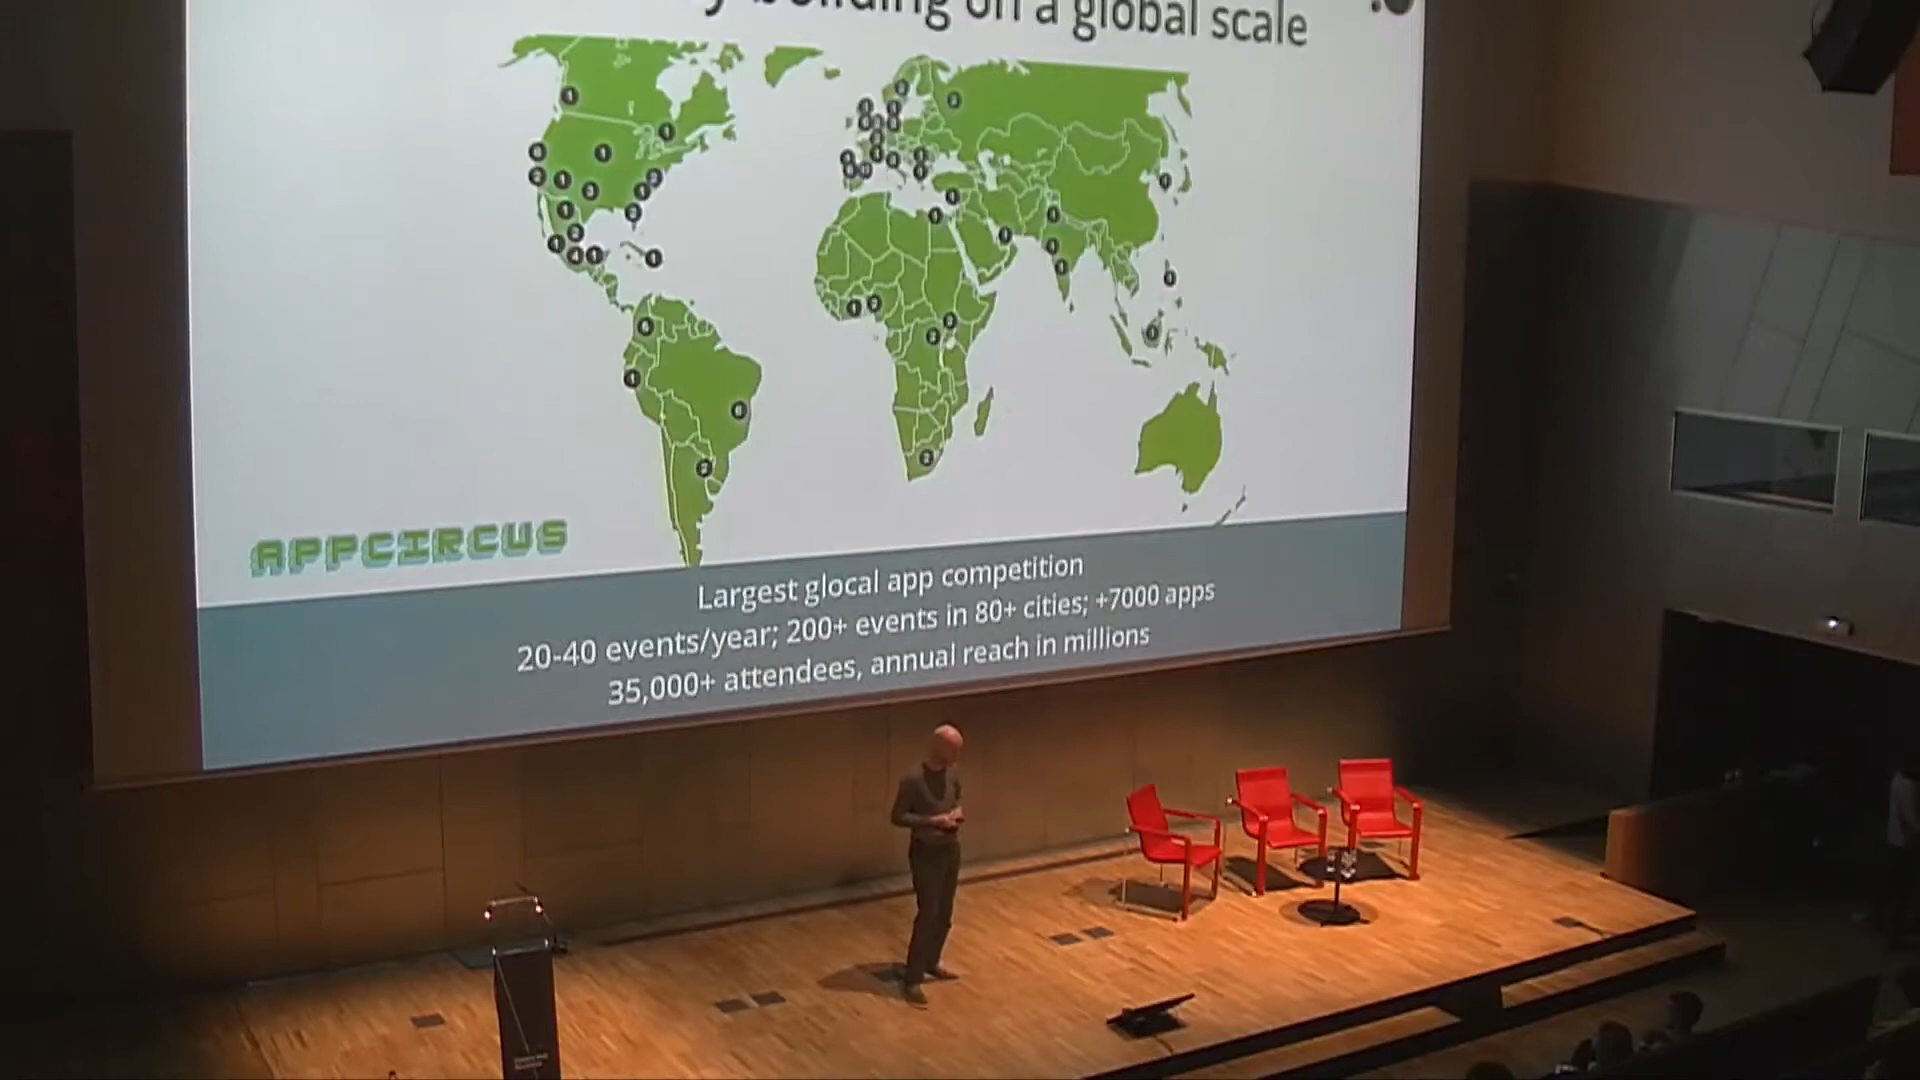 building on a global scale
APPCIRCUS
Largest glocal app competition
20-40 events/year; 200+ events in 80+ cities; +7000 apps
35,000+ attendees, annual reach in millions